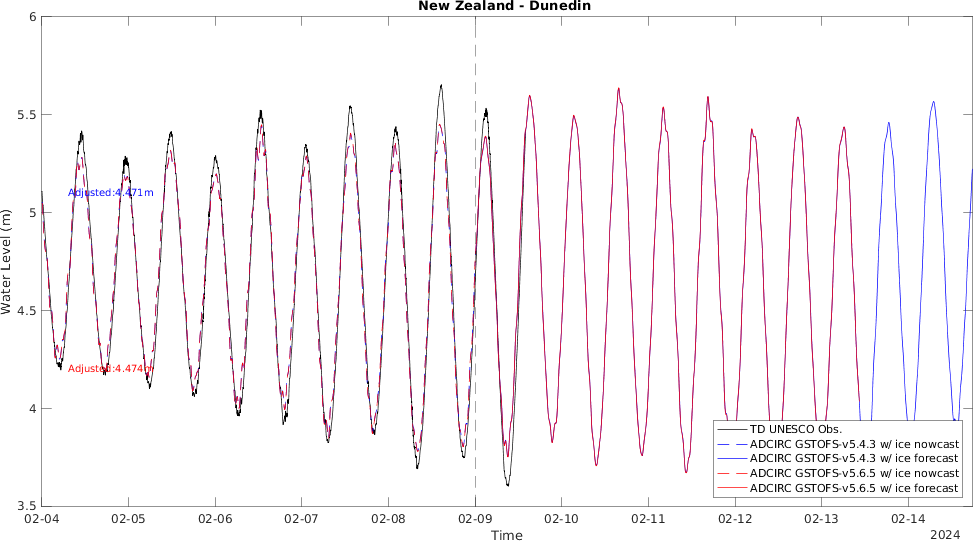 New Zealand - Dunedin
6
5.5
5
4.5
4
3.5
Water Level (m)
Adjusted:4.471m
Adjusted:4.474m
TD UNESCO Obs.
ADCIRC GSTOFS-v5.4.3 w/ ice nowcast
ADCIRC GSTOFS-v5.4.3 w/ ice forecast
ADCIRC GSTOFS-v5.6.5 w/ ice nowcast
ADCIRC GSTOFS-v5.6.5 w/ ice forecast
02-04 02-05 02-06 02-07 02-08 02-09 02-10 02-11 02-12 02-13 02-14
Time
2024